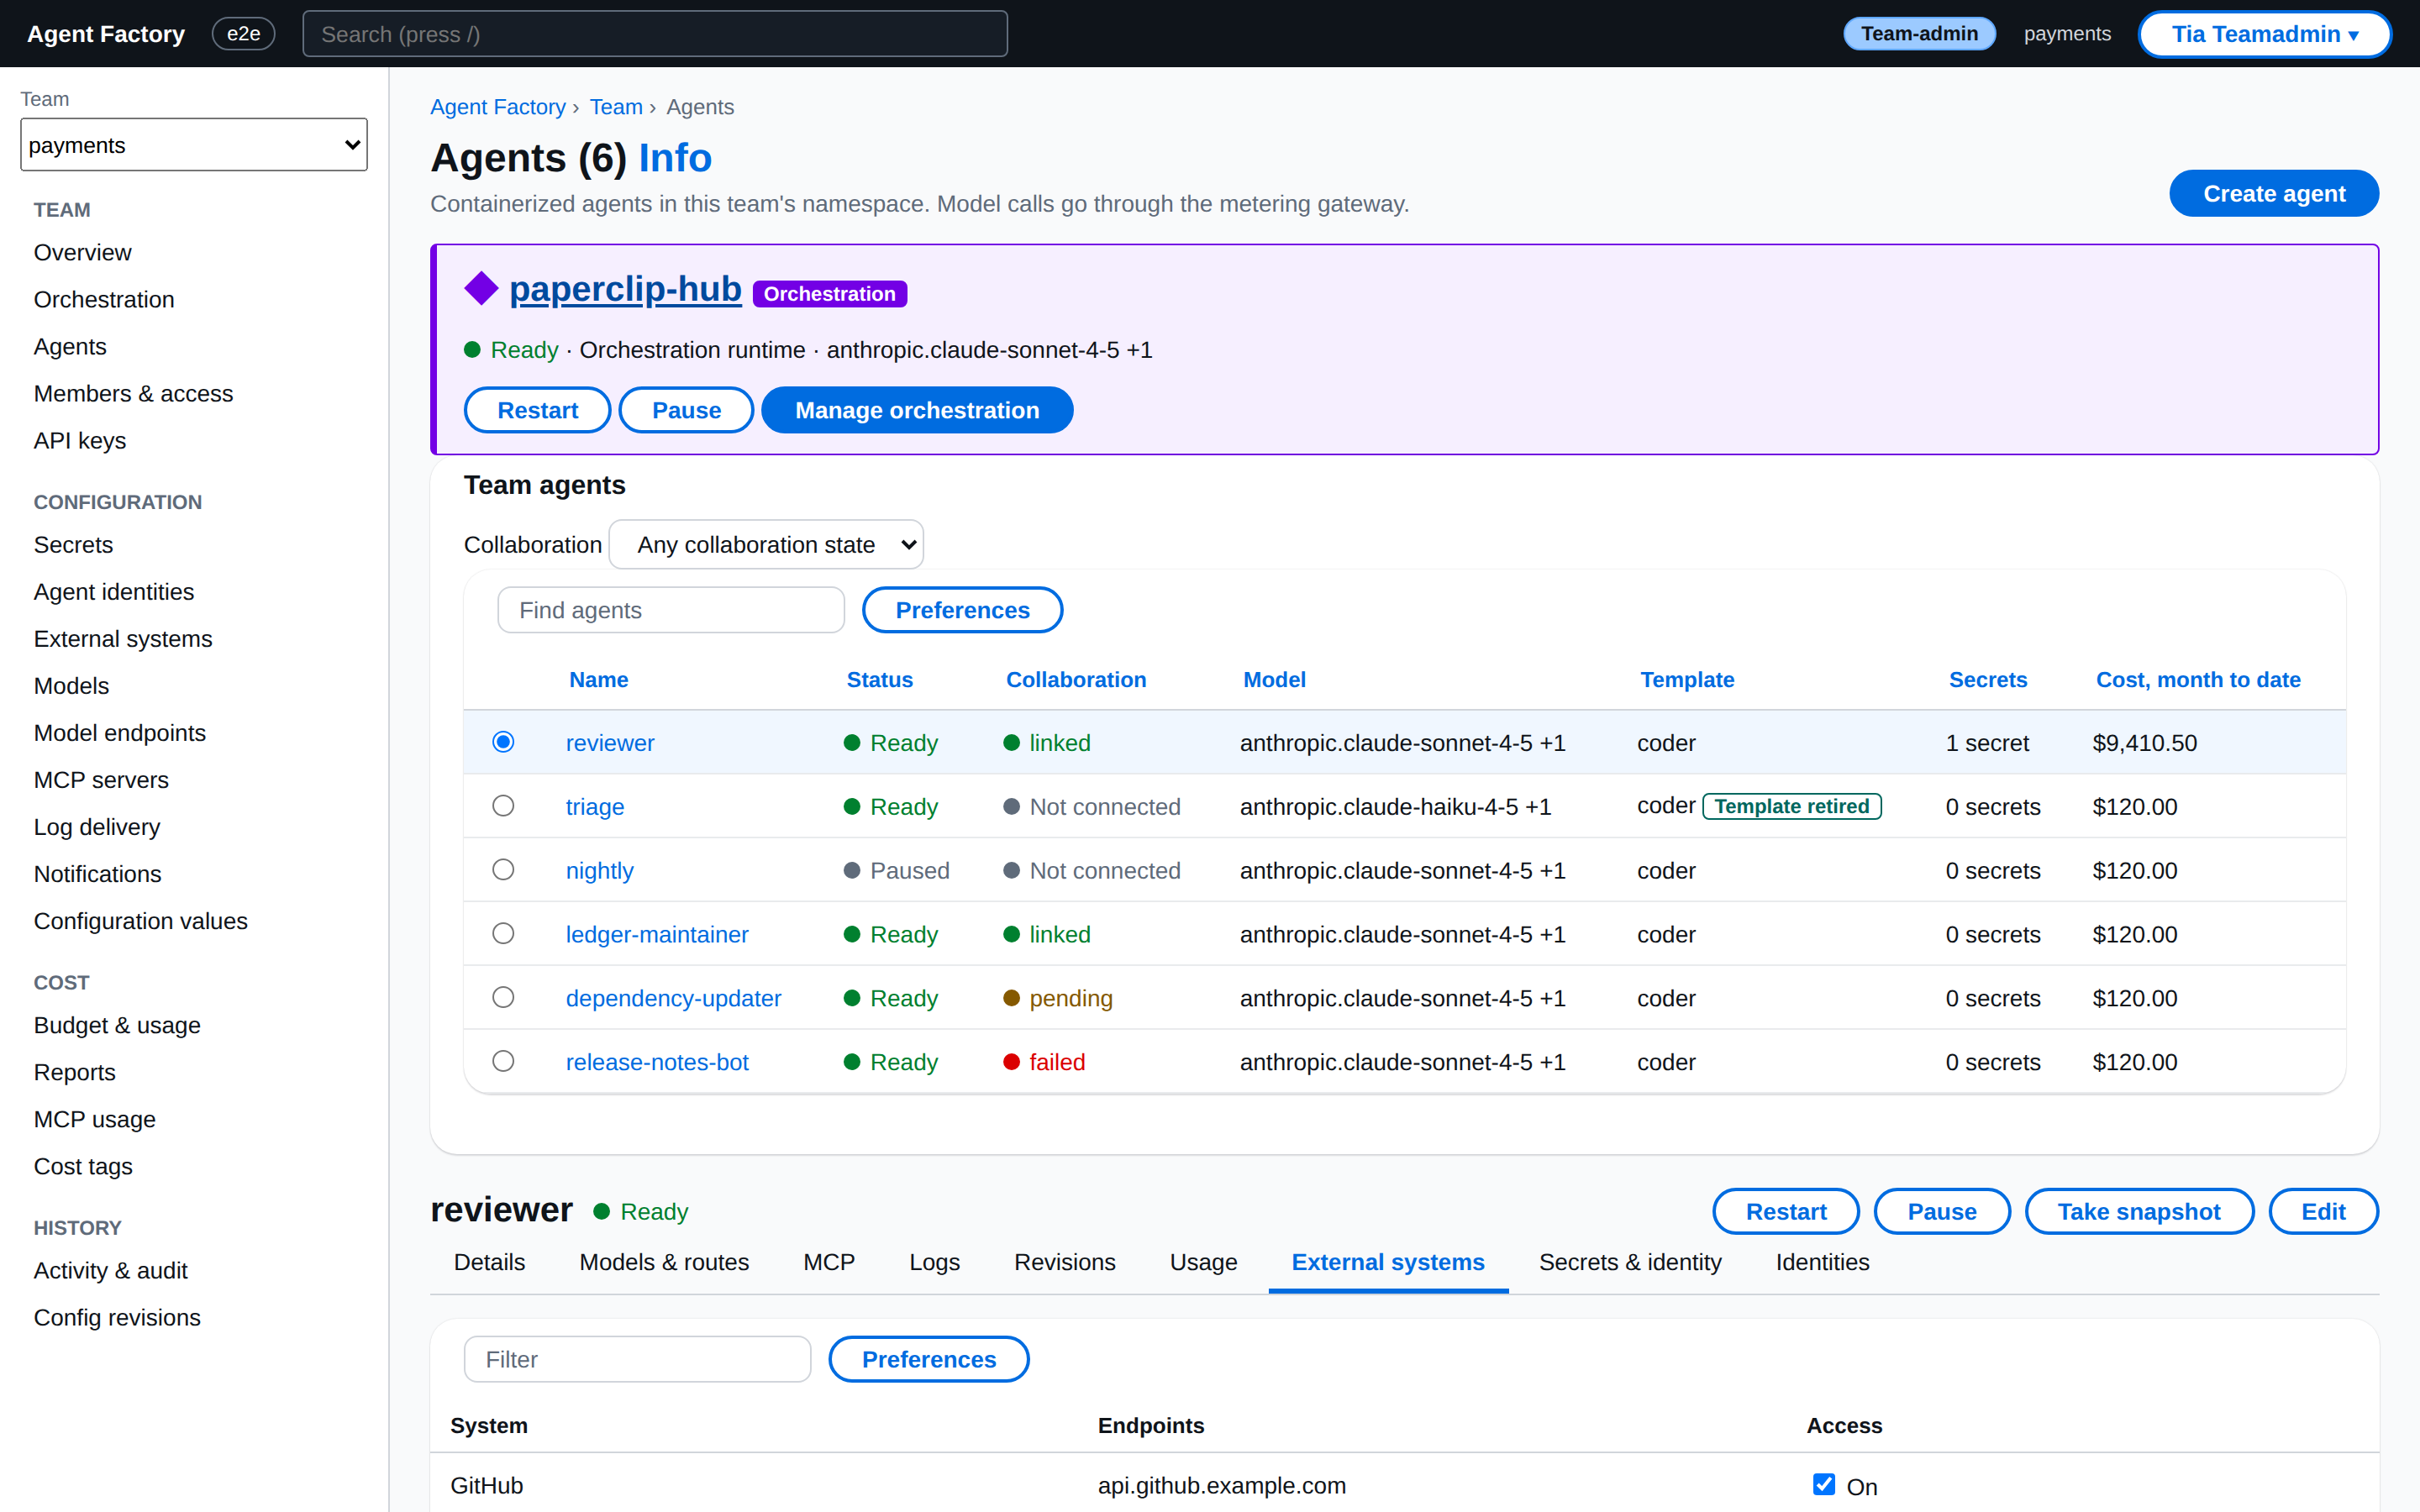 Agent Factory e2e Search (press /) Team-admin payments Tia Teamadmin ▾
Team
payments
TEAM
Overview
Orchestration
Agents
Members & access
API keys
CONFIGURATION
Secrets
Agent identities
External systems
Models
Model endpoints
MCP servers
Log delivery
Notifications
Configuration values
COST
Budget & usage
Reports
MCP usage
Cost tags
HISTORY
Activity & audit
Config revisions
Agent Factory › Team › Agents
Agents (6) Info
Containerized agents in this team's namespace. Model calls go through the metering gateway.
Create agent
paperclip-hub Orchestration
Ready · Orchestration runtime · anthropic.claude-sonnet-4-5 +1
Restart Pause Manage orchestration
Team agents
Collaboration Any collaboration state
Find agents Preferences
Name Status Collaboration Model Template Secrets Cost, month to date
reviewer Ready linked anthropic.claude-sonnet-4-5 +1 coder 1 secret $9,410.50
triage Ready Not connected anthropic.claude-haiku-4-5 +1 coder Template retired 0 secrets $120.00
nightly Paused Not connected anthropic.claude-sonnet-4-5 +1 coder 0 secrets $120.00
ledger-maintainer Ready linked anthropic.claude-sonnet-4-5 +1 coder 0 secrets $120.00
dependency-updater Ready pending anthropic.claude-sonnet-4-5 +1 coder 0 secrets $120.00
release-notes-bot Ready failed anthropic.claude-sonnet-4-5 +1 coder 0 secrets $120.00
reviewer Ready Restart Pause Take snapshot Edit
Details Models & routes MCP Logs Revisions Usage External systems Secrets & identity Identities
Filter Preferences
System Endpoints Access
GitHub api.github.example.com On